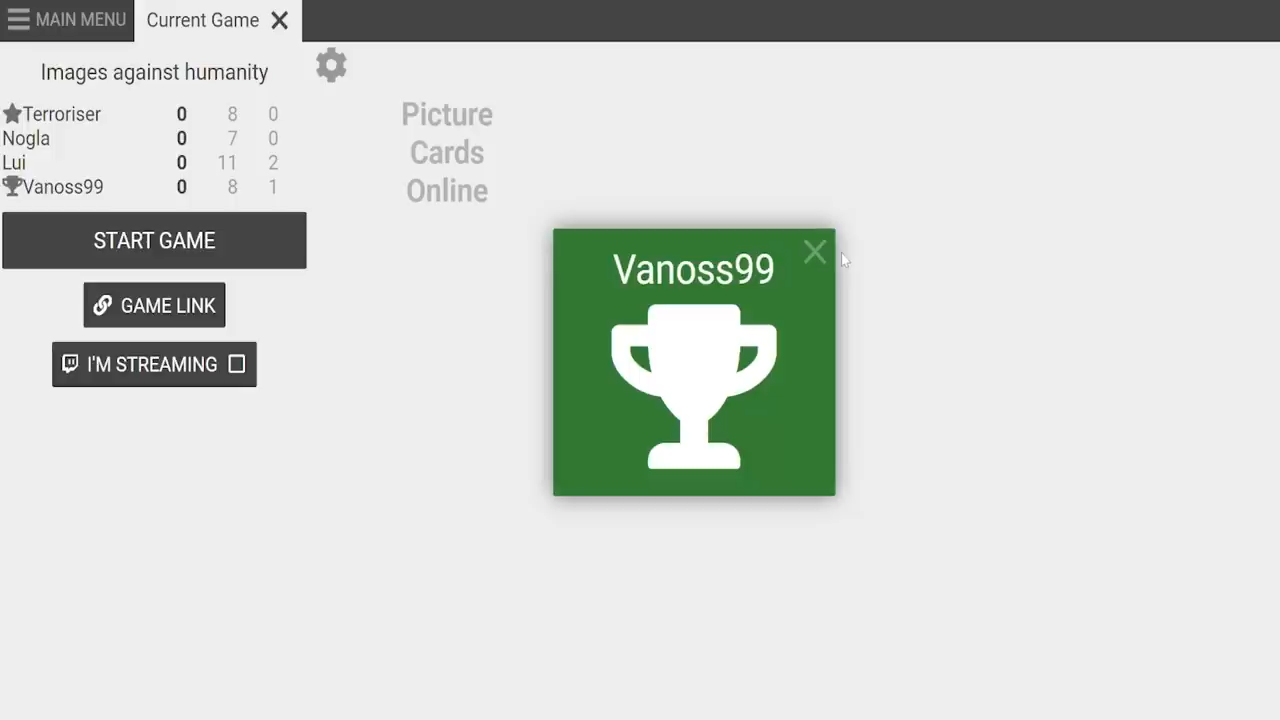 MAIN MENU
Current Game
Images against humanity
Terroriser 0 8 0
Nogla 0 7 0
Lui 0 11 2
Vanoss99 0 8 1
START GAME
GAME LINK
I'M STREAMING
Picture
Cards
Online
Vanoss99